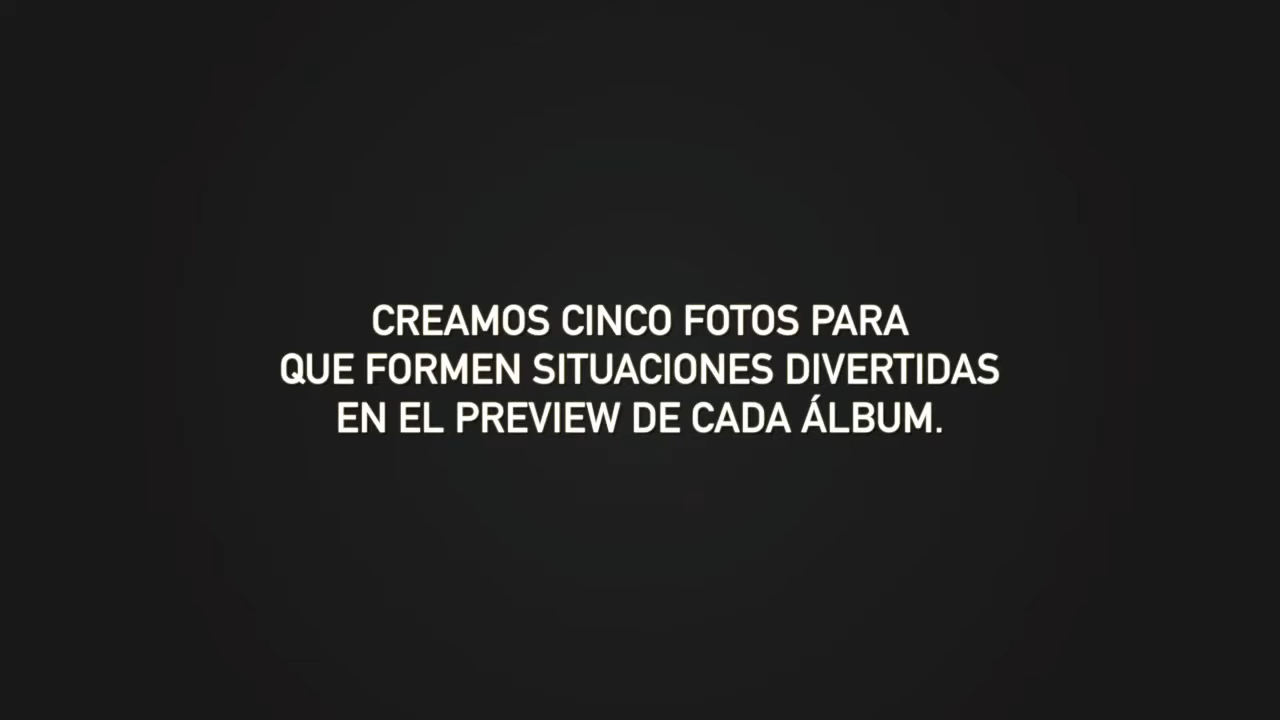 CREAMOS CINCO FOTOS PARA
QUE FORMEN SITUACIONES DIVERTIDAS
EN EL PREVIEW DE CADA ÁLBUM.